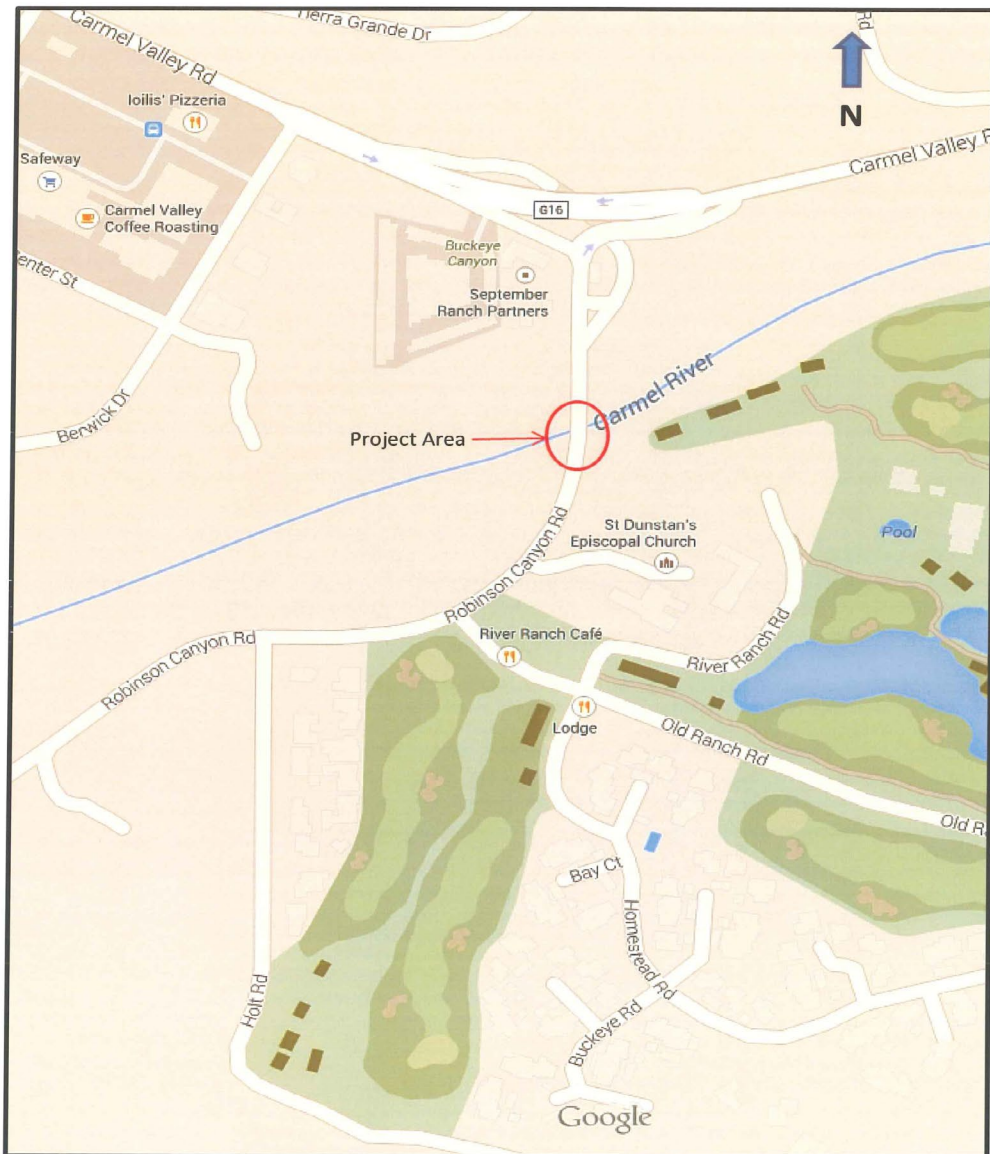 Tierra Grande Dr
Rd
Carmel Valley Rd
N
Ioilis' Pizzeria
Safeway
Carmel Valley
Coffee Roasting
Carmel Valley R
G16
Buckeye
Canyon
September
Ranch Partners
enter St
Berwick Dr
Carmel River
Project Area
St Dunstan's
Episcopal Church
Pool
Robinson Canyon Rd
Robinson Canyon Rd
River Ranch Café
River Ranch Rd
Lodge
Old Ranch Rd
Old R
Bay Ct
Homestead Rd
Holt Rd
Buckeye Rd
Google